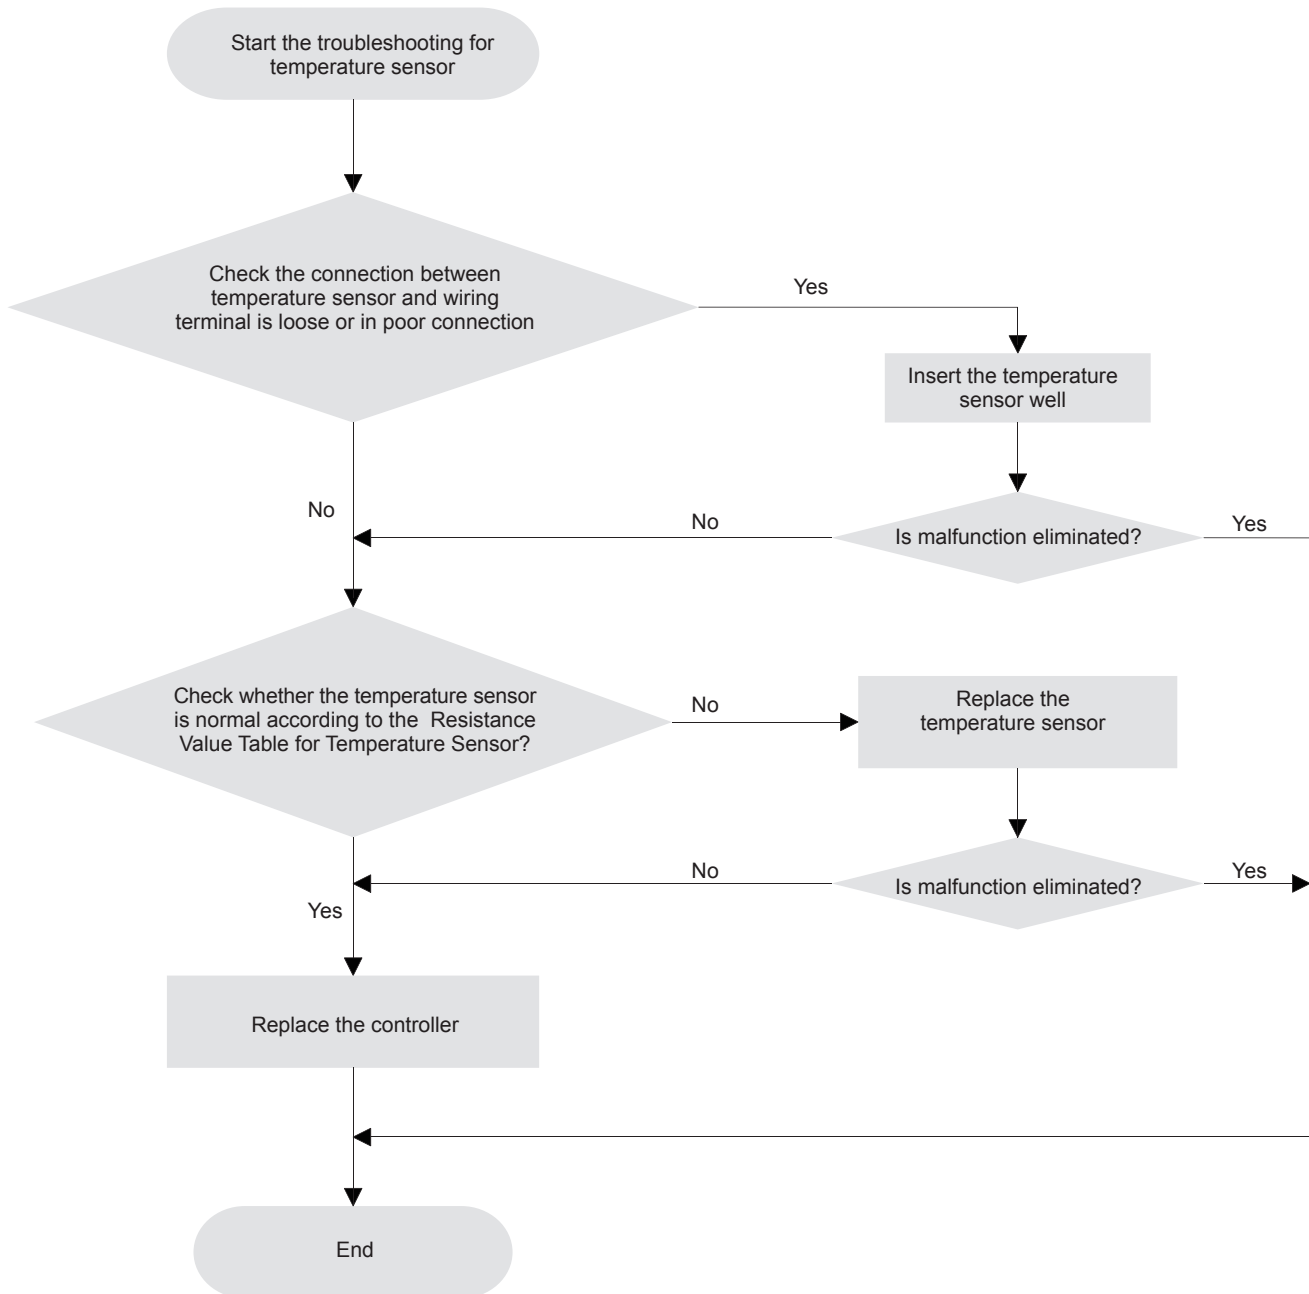 Start the troubleshooting for
temperature sensor
Check the connection between
temperature sensor and wiring
terminal is loose or in poor connection
Yes
Insert the temperature
sensor well
No
No
Is malfunction eliminated?
Yes
Check whether the temperature sensor
is normal according to the Resistance
Value Table for Temperature Sensor?
No
Replace the
temperature sensor
No
Is malfunction eliminated?
Yes
Yes
Replace the controller
End